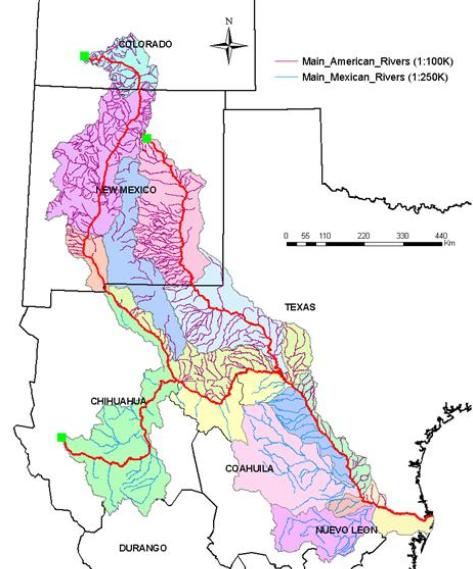 N
COLORADO
Main_American_Rivers (1:100K)
Main_Mexican_Rivers (1:250K)
NEW MEXICO
0 55 110 220 330 440
Km
TEXAS
CHIHUAHUA
COAHUILA
NUEVO LEON
DURANGO